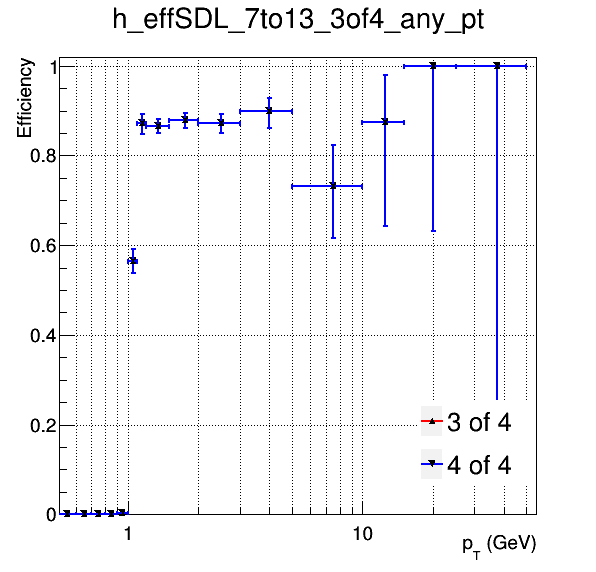 h_effSDL_7to13_3of4_any_pt
Efficiency
1
0.8
0.6
0.4
0.2
0
3 of 4
4 of 4
1 10
p_T (GeV)